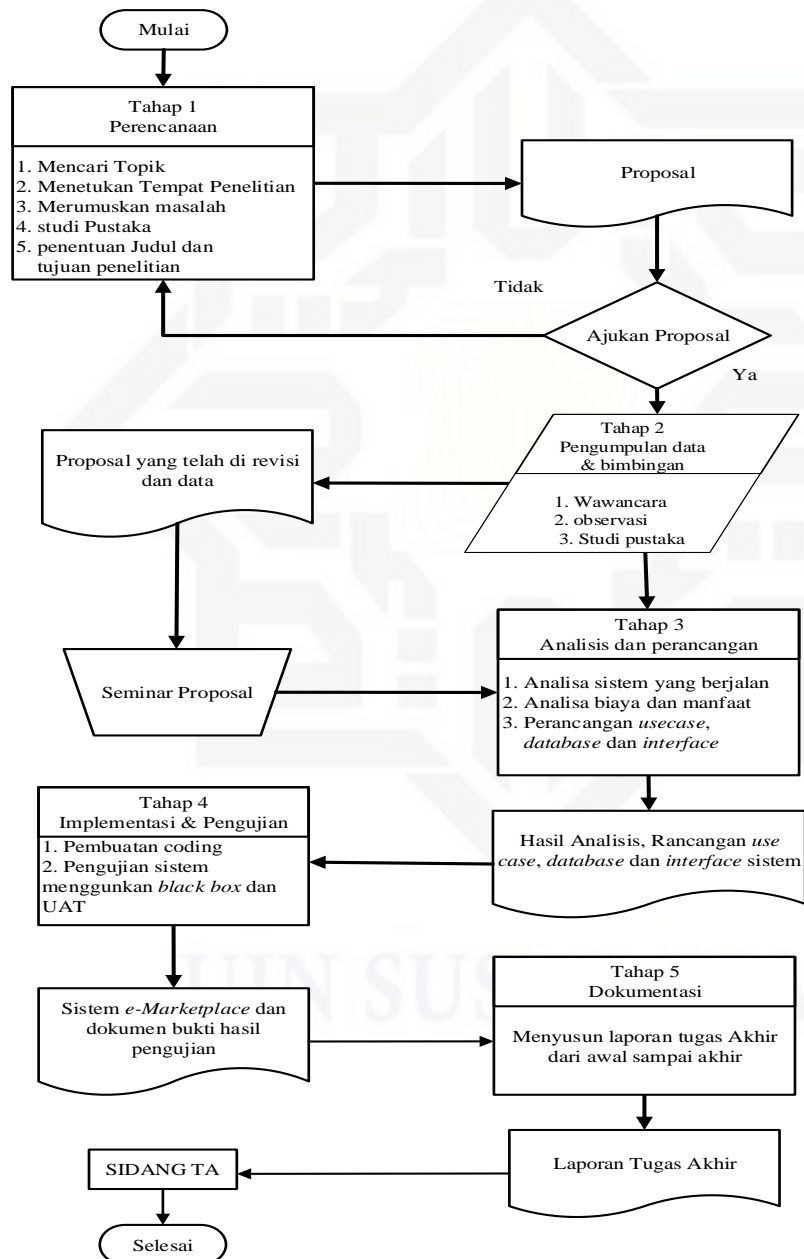 Mulai
Tahap 1
Perencanaan
1. Mencari Topik
2. Menetukan Tempat Penelitian
3. Merumuskan masalah
4. studi Pustaka
5. penentuan Judul dan
tujuan penelitian
Proposal
Tidak
Ajukan Proposal
Ya
Tahap 2
Pengumpulan data
& bimbingan
1. Wawancara
2. observasi
3. Studi pustaka
Proposal yang telah di revisi
dan data
Seminar Proposal
Tahap 3
Analisis dan perancangan
1. Analisa sistem yang berjalan
2. Analisa biaya dan manfaat
3. Perancangan usecase,
database dan interface
Hasil Analisis, Rancangan use
case, database dan interface sistem
Tahap 4
Implementasi & Pengujian
1. Pembuatan coding
2. Pengujian sistem
menggunkan black box dan
UAT
Sistem e-Marketplace dan
dokumen bukti hasil
pengujian
Tahap 5
Dokumentasi
Menyusun laporan tugas Akhir
dari awal sampai akhir
Laporan Tugas Akhir
SIDANG TA
Selesai
UIN SUS